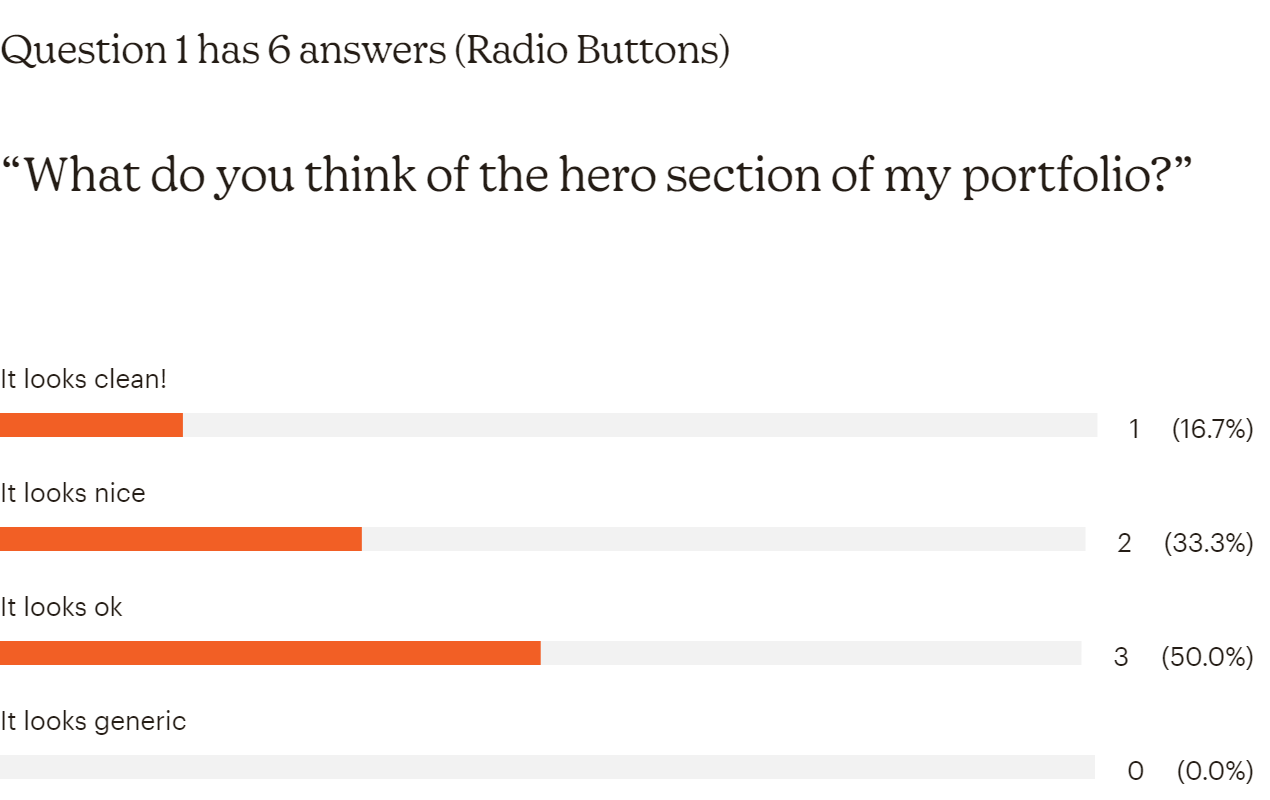 Question 1 has 6 answers (Radio Buttons)
“What do you think of the hero section of my portfolio?”
It looks clean!
1 (16.7%)
It looks nice
2 (33.3%)
It looks ok
3 (50.0%)
It looks generic
0 (0.0%)